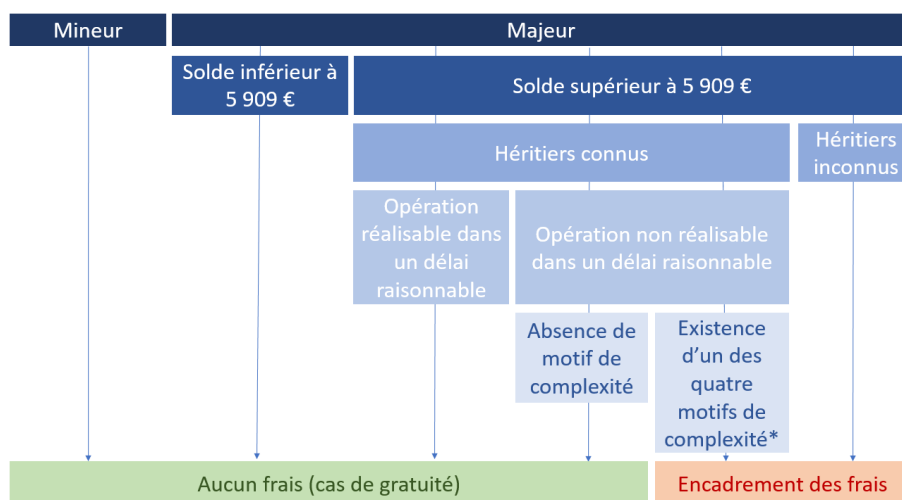 Mineur
Majeur
Solde inférieur à
5 909 €
Solde supérieur à 5 909 €
Héritiers connus
Héritiers
inconnus
Opération
réalisable dans
un délai
raisonnable
Opération non réalisable
dans un délai raisonnable
Absence de
motif de
complexité
Existence
d'un des
quatre
motifs de
complexité*
Aucun frais (cas de gratuité)
Encadrement des frais